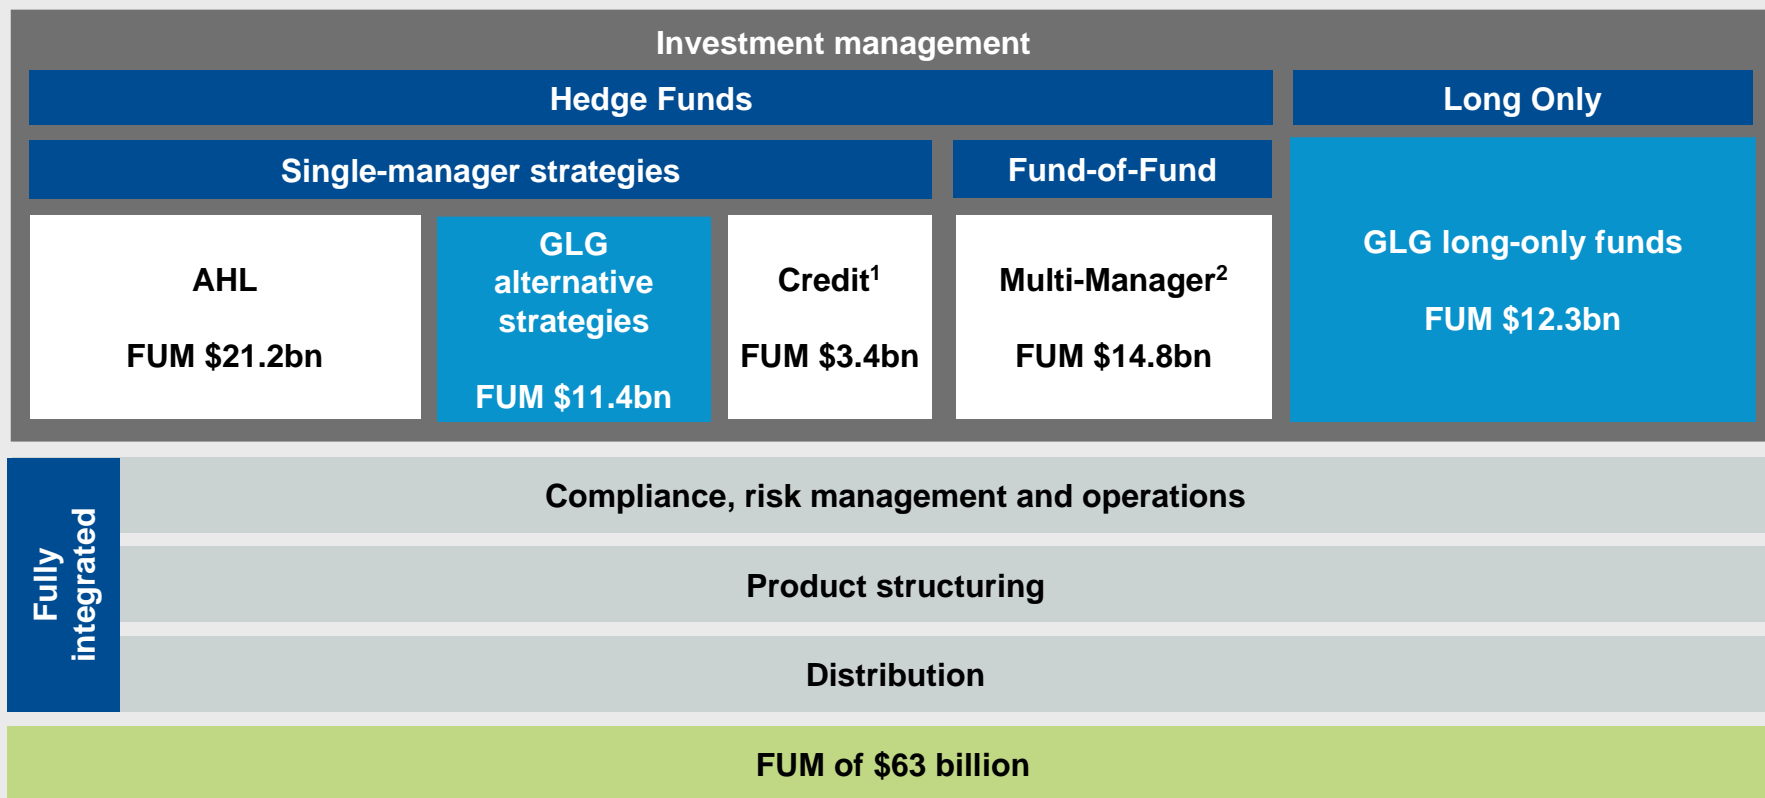 Investment management
Hedge Funds
Long Only
Single-manager strategies
Fund-of-Fund
AHL
FUM $21.2bn
GLG
alternative
strategies
FUM $11.4bn
Credit¹
FUM $3.4bn
Multi-Manager²
FUM $14.8bn
GLG long-only funds
FUM $12.3bn
Fully
integrated
Compliance, risk management and operations
Product structuring
Distribution
FUM of $63 billion